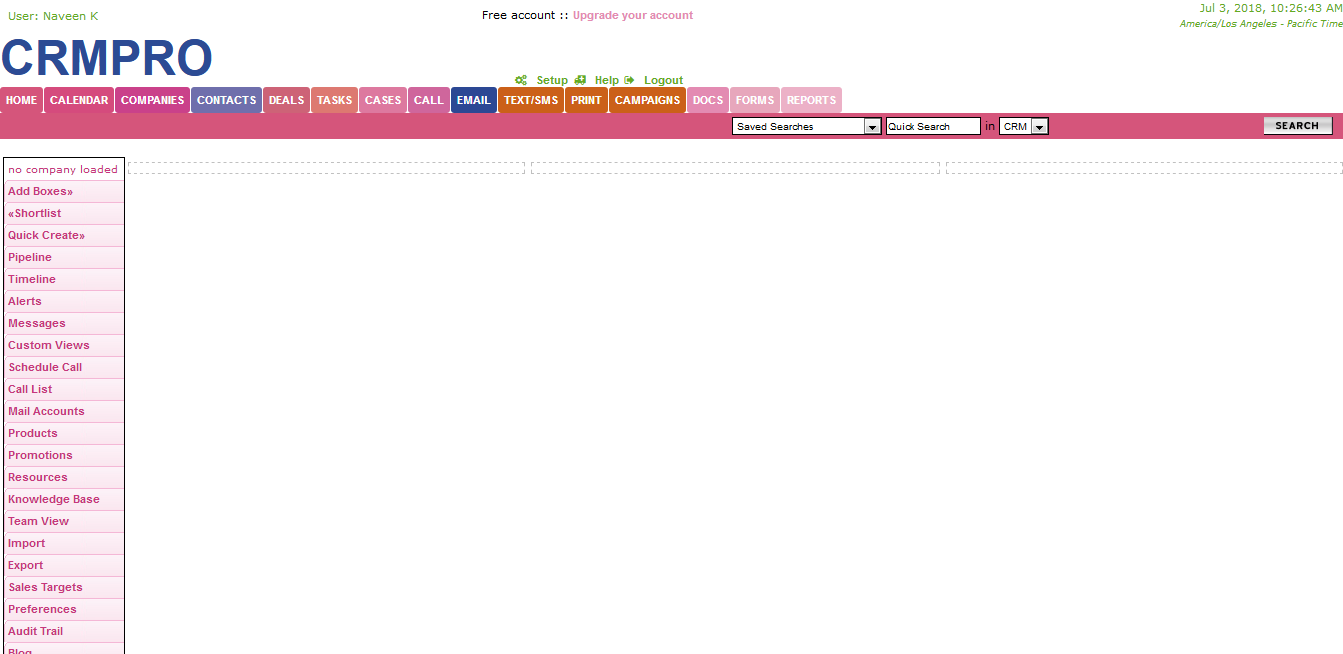 User: Naveen K
Free account :: Upgrade your account
Jul 3, 2018, 10:26:43 AM
America/Los Angeles - Pacific Time
CRMPRO
Setup Help Logout
HOME CALENDAR COMPANIES CONTACTS DEALS TASKS CASES CALL EMAIL TEXT/SMS PRINT CAMPAIGNS DOCS FORMS REPORTS
Saved Searches Quick Search in CRM SEARCH
no company loaded
Add Boxes»
«Shortlist
Quick Create»
Pipeline
Timeline
Alerts
Messages
Custom Views
Schedule Call
Call List
Mail Accounts
Products
Promotions
Resources
Knowledge Base
Team View
Import
Export
Sales Targets
Preferences
Audit Trail
Blog